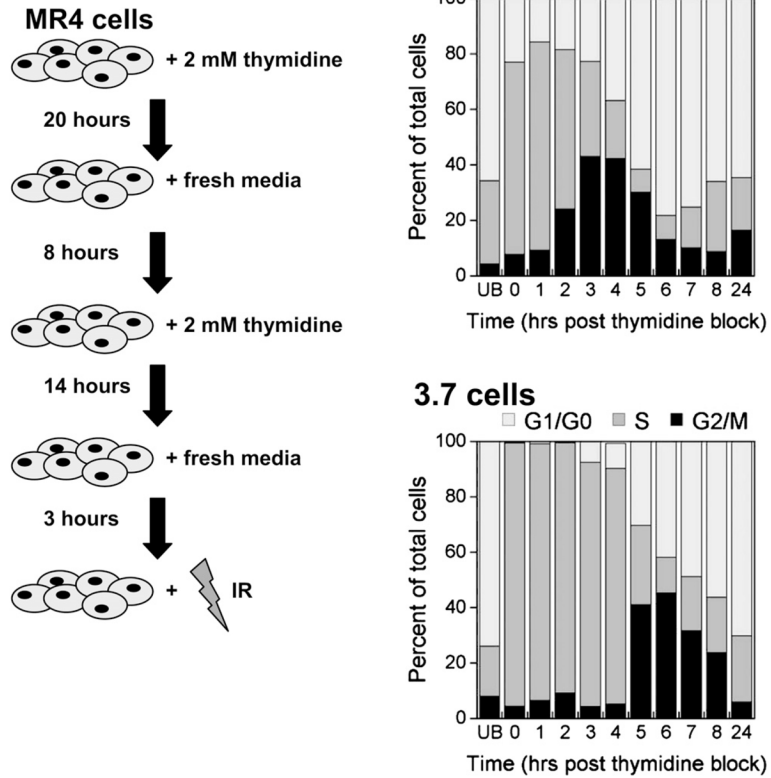 MR4 cells
+ 2 mM thymidine
20 hours
+ fresh media
8 hours
+ 2 mM thymidine
14 hours
+ fresh media
3 hours
+ IR
Percent of total cells
100
80
60
40
20
0
UB 0 1 2 3 4 5 6 7 8 24
Time (hrs post thymidine block)
3.7 cells
G1/G0 S G2/M
Percent of total cells
100
80
60
40
20
0
UB 0 1 2 3 4 5 6 7 8 24
Time (hrs post thymidine block)